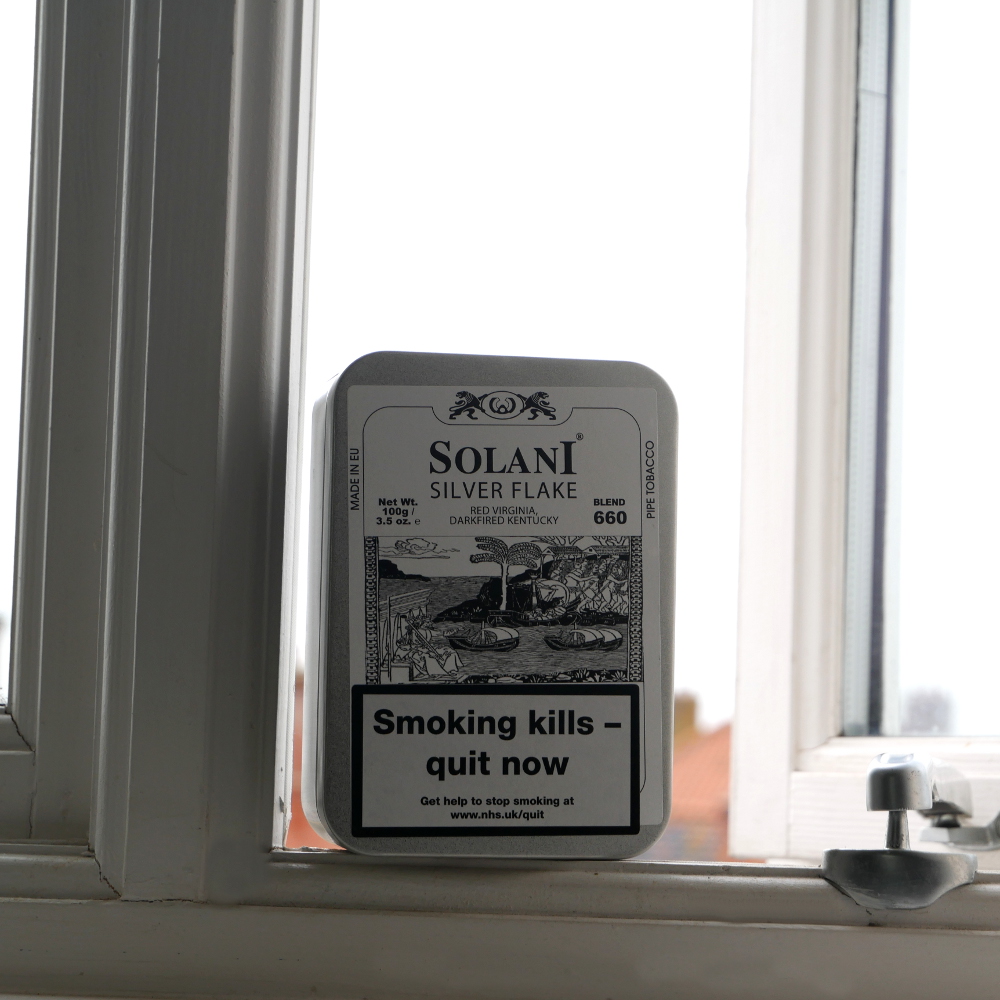 SOLANI®
SILVER FLAKE
RED VIRGINIA,
DARKFIRED KENTUCKY
Net Wt.
100g /
3.5 oz. e
BLEND
660
MADE IN EU
PIPE TOBACCO
Smoking kills –
quit now
Get help to stop smoking at
www.nhs.uk/quit